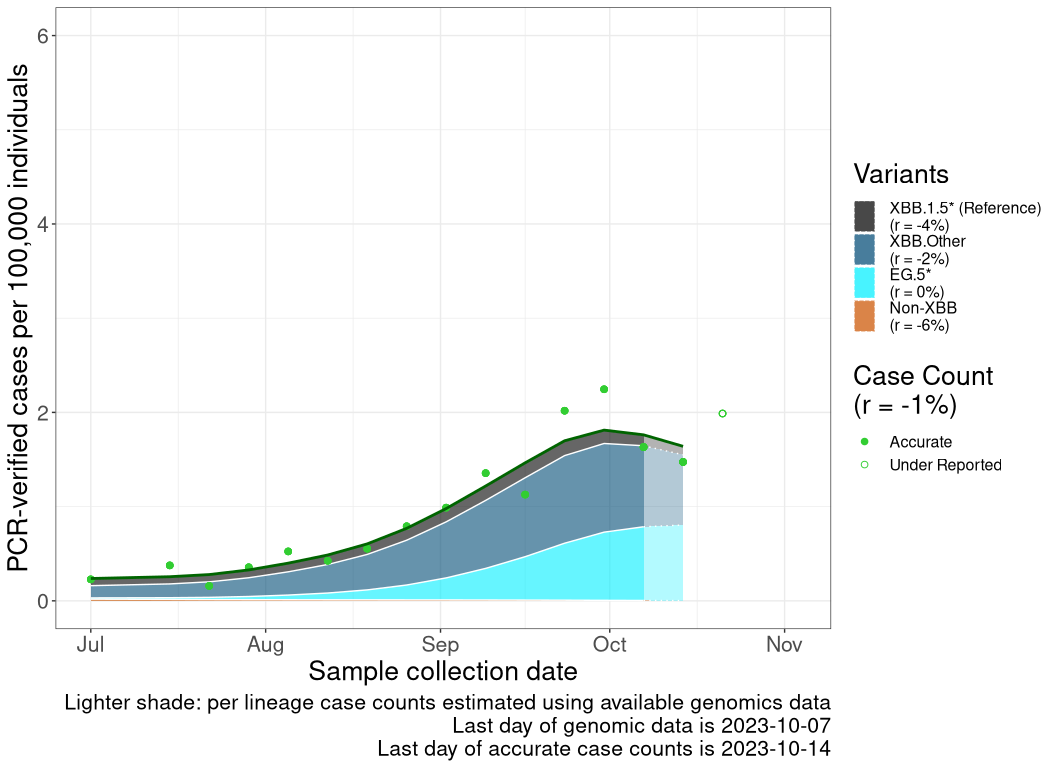 PCR-verified cases per 100,000 individuals
6
4
2
0
Jul
Aug
Sep
Oct
Nov
Sample collection date
Lighter shade: per lineage case counts estimated using available genomics data
Last day of genomic data is 2023-10-07
Last day of accurate case counts is 2023-10-14
Variants
XBB.1.5* (Reference)
(r = -4%)
XBB.Other
(r = -2%)
EG.5*
(r = 0%)
Non-XBB
(r = -6%)
Case Count
(r = -1%)
Accurate
Under Reported